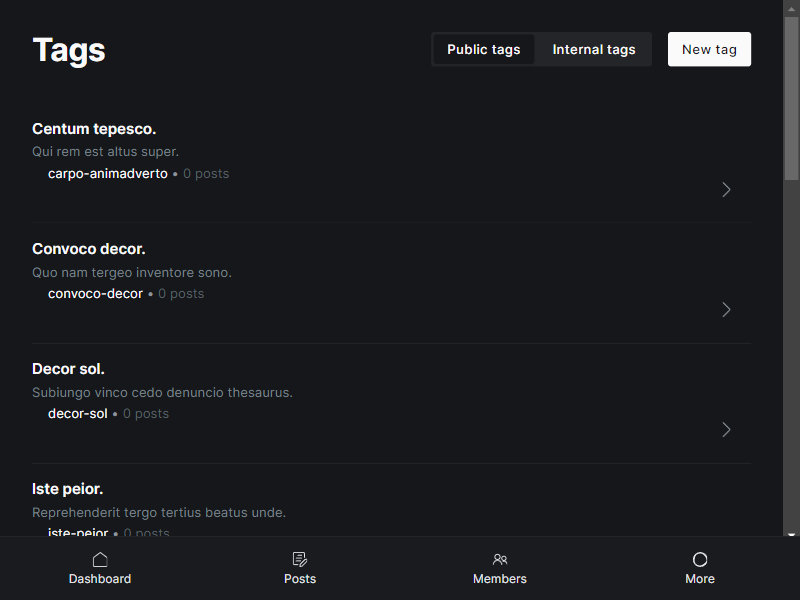 Tags
Public tags
Internal tags
New tag
Centum tepesco.
Qui rem est altus super.
carpo-animadverto • 0 posts
Convoco decor.
Quo nam tergeo inventore sono.
convoco-decor • 0 posts
Decor sol.
Subiungo vinco cedo denuncio thesaurus.
decor-sol • 0 posts
Iste peior.
Reprehenderit tergo tertius beatus unde.
iste-peior • 0 posts
Dashboard
Posts
Members
More